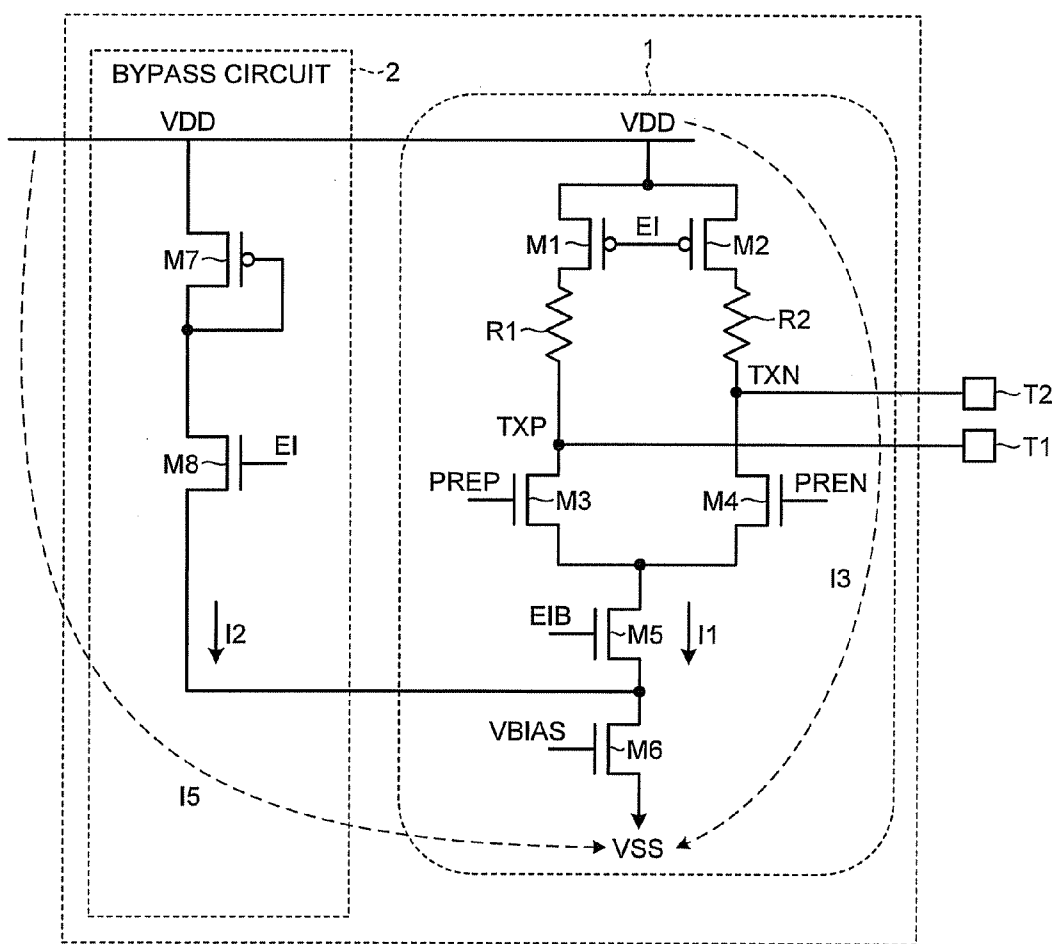 1
BYPASS CIRCUIT
2
VDD
VDD
M1
EI
M2
M7
R1
R2
TXN
T2
TXP
T1
M8
EI
PREP
M3
M4
PREN
I3
EIB
M5
I1
I2
VBIAS
M6
I5
VSS